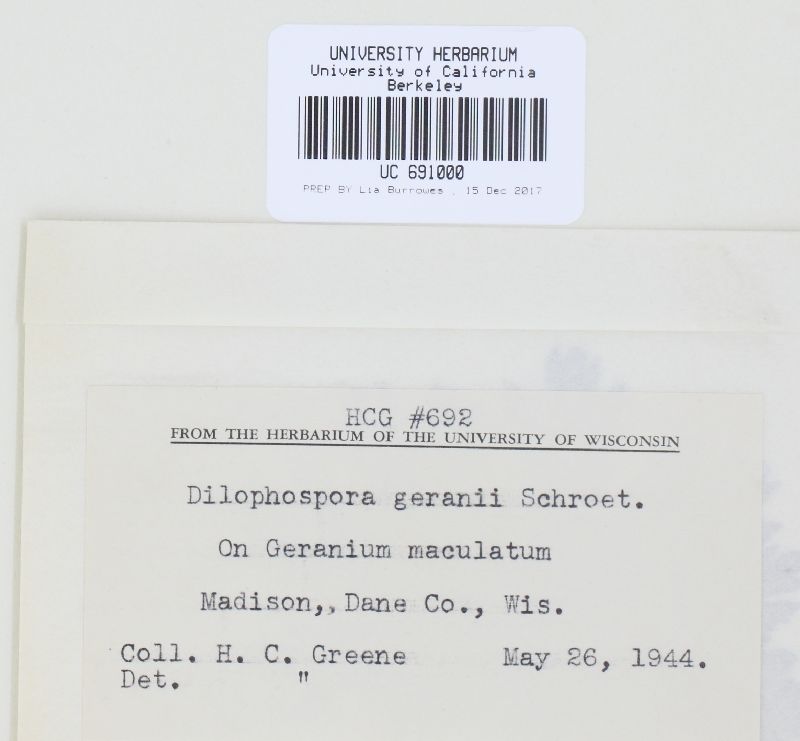 UNIVERSITY HERBARIUM
University of California
Berkeley
UC 691000
PREP BY Lia Burrowes . 15 Dec 2017
HCG #692
FROM THE HERBARIUM OF THE UNIVERSITY OF WISCONSIN
Dilophospora geranii Schroet.
On Geranium maculatum
Madison,, Dane Co., Wis.
Coll. H. C. Greene May 26, 1944.
Det. "